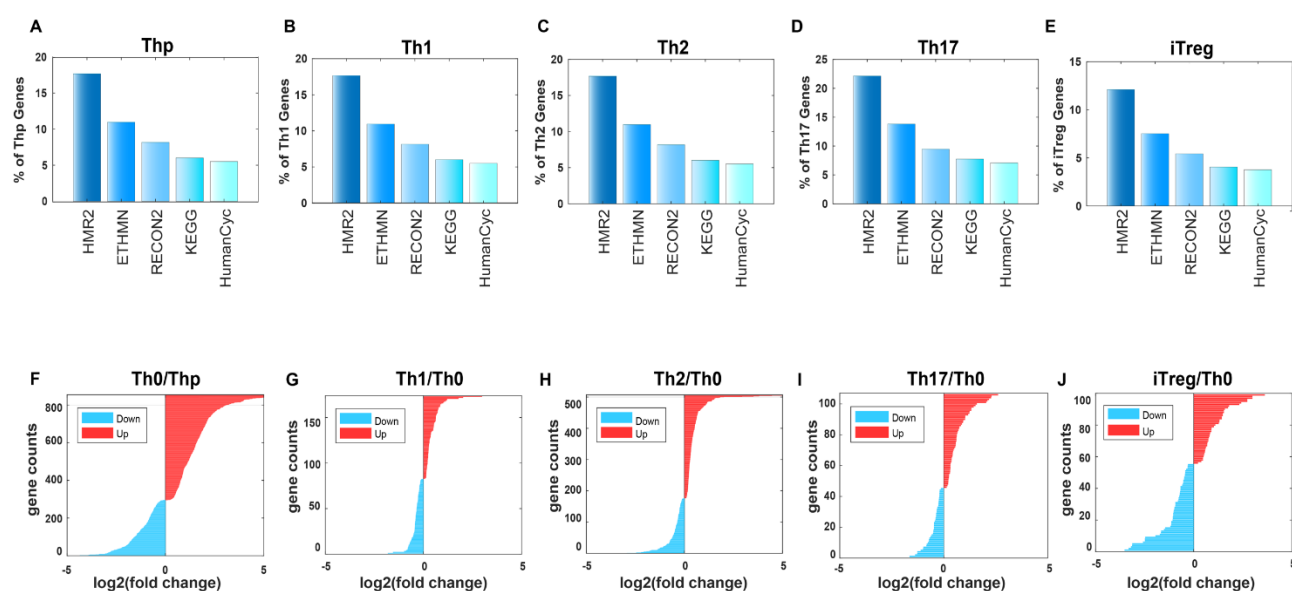 A
Thp
% of Thp Genes
20
15
10
5
0
HMR2
ETHMN
RECON2
KEGG
HumanCyc
B
Th1
% of Th1 Genes
20
15
10
5
0
HMR2
ETHMN
RECON2
KEGG
HumanCyc
C
Th2
% of Th2 Genes
20
15
10
5
0
HMR2
ETHMN
RECON2
KEGG
HumanCyc
D
Th17
% of Th17 Genes
25
20
15
10
5
0
HMR2
ETHMN
RECON2
KEGG
HumanCyc
E
iTreg
% of iTreg Genes
15
10
5
0
HMR2
ETHMN
RECON2
KEGG
HumanCyc
F
Th0/Thp
gene counts
800
600
400
200
0
Down
Up
-5
0
5
log2(fold change)
G
Th1/Th0
gene counts
150
100
50
0
Down
Up
-5
0
5
log2(fold change)
H
Th2/Th0
gene counts
500
400
300
200
100
0
Down
Up
-5
0
5
log2(fold change)
I
Th17/Th0
gene counts
100
80
60
40
20
0
Down
Up
-5
0
5
log2(fold change)
J
iTreg/Th0
gene counts
100
80
60
40
20
0
Down
Up
-5
0
5
log2(fold change)